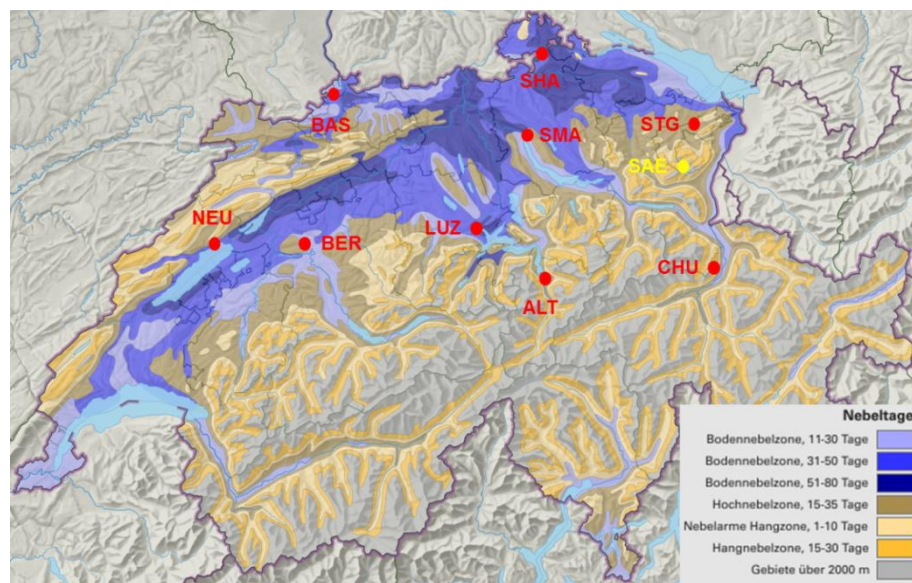 SHA
BAS
SMA
STG
SAE
NEU
BER
LUZ
CHU
ALT
Nebeltage
Bodennebelzone, 11-30 Tage
Bodennebelzone, 31-50 Tage
Bodennebelzone, 51-80 Tage
Hochnebelzone, 15-35 Tage
Nebelarme Hangzone, 1-10 Tage
Hangnebelzone, 15-30 Tage
Gebiete über 2000 m